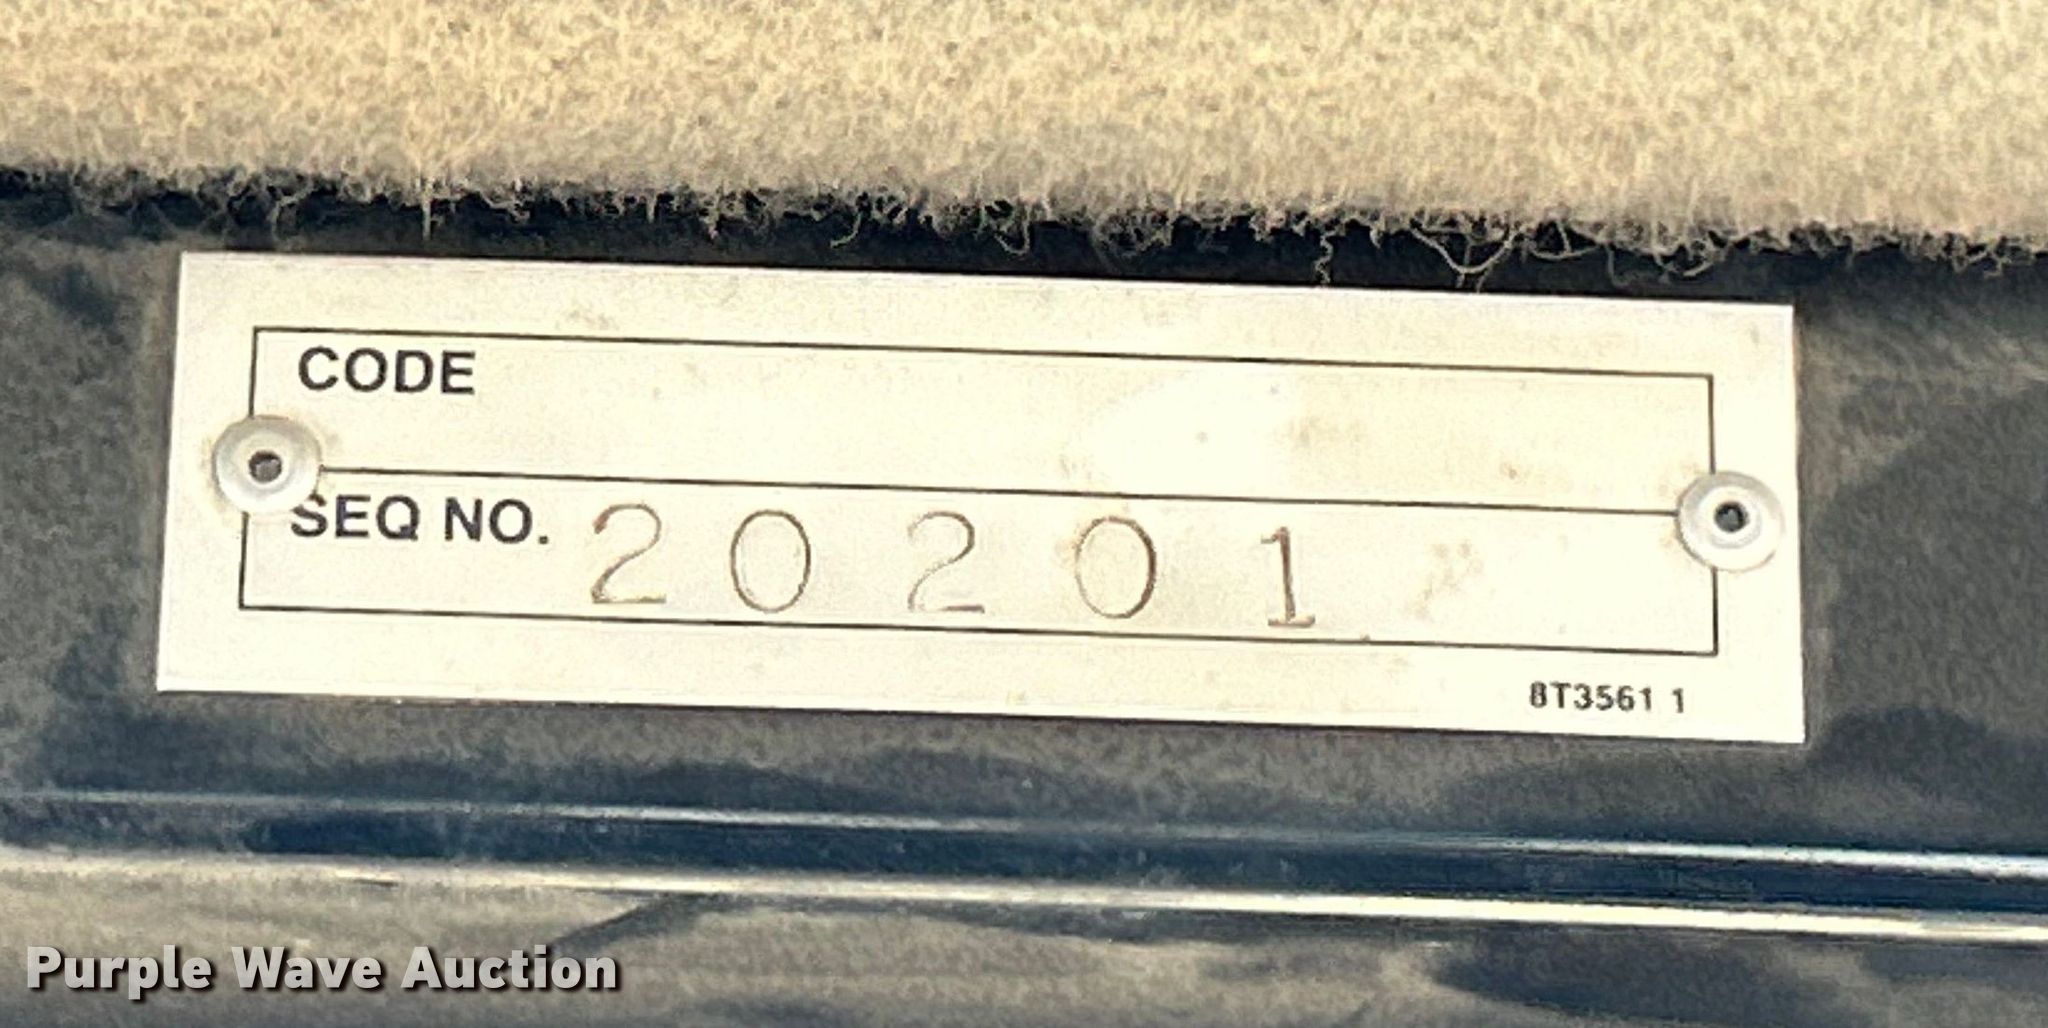 CODE
SEQ NO. 20201
8T3561 1
Purple Wave Auction